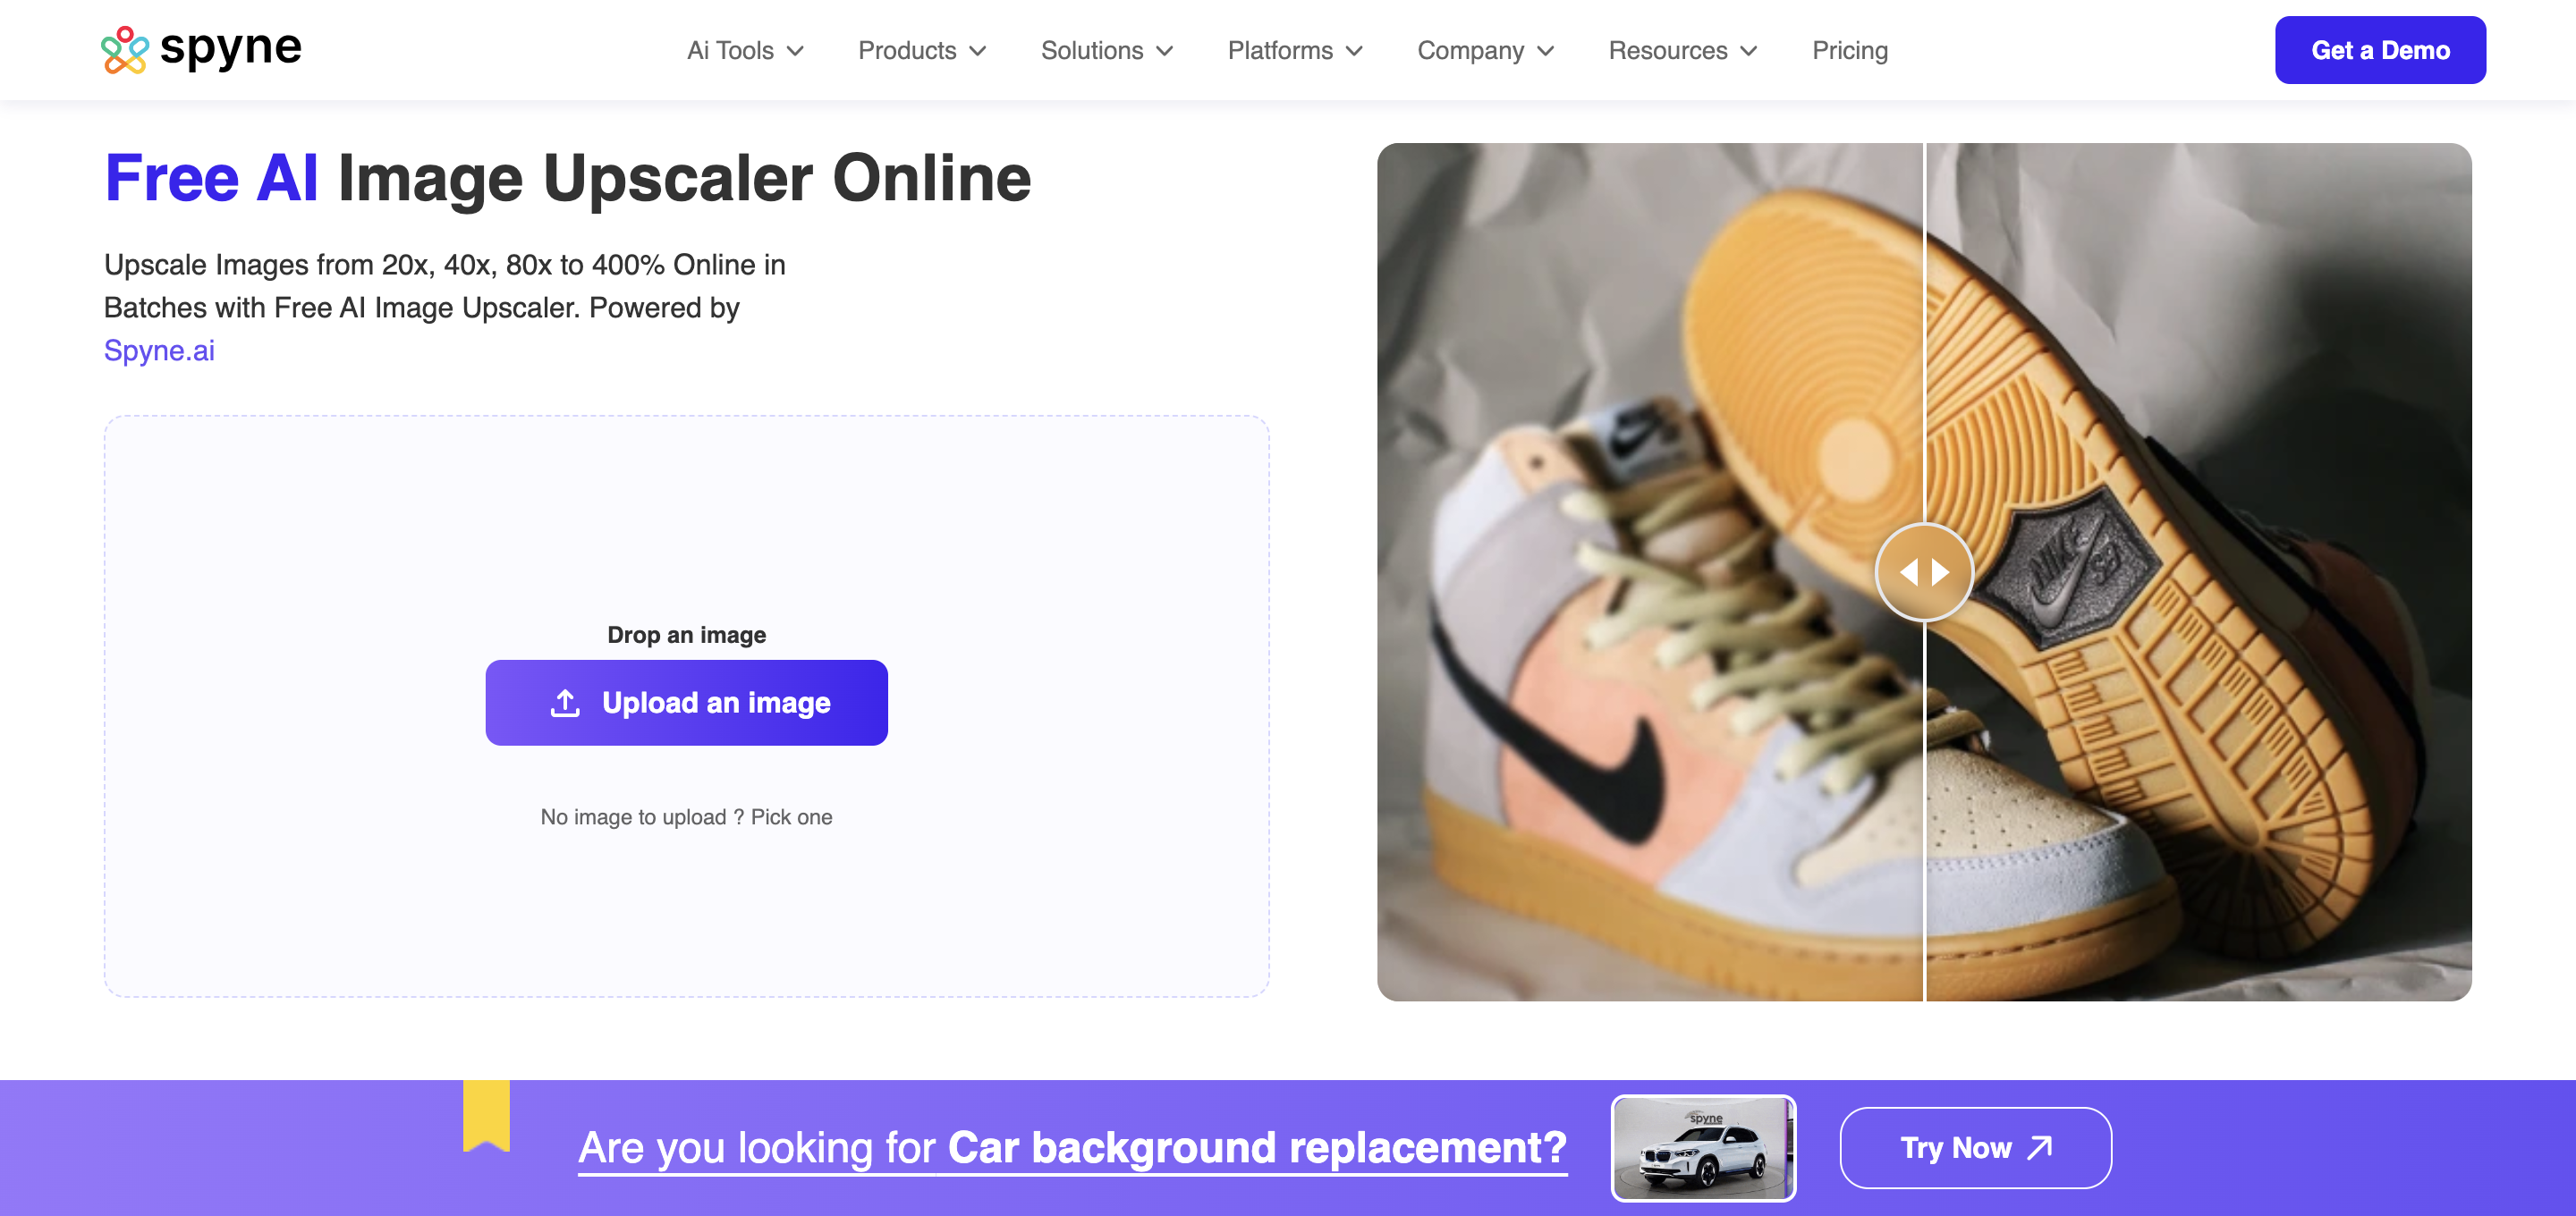 spyne
Ai Tools
Products
Solutions
Platforms
Company
Resources
Pricing
Get a Demo
Free AI Image Upscaler Online
Upscale Images from 20x, 40x, 80x to 400% Online in
Batches with Free AI Image Upscaler. Powered by
Spyne.ai
Drop an image
Upload an image
No image to upload ? Pick one
NIKE SB
Are you looking for Car background replacement?
spyne
Try Now